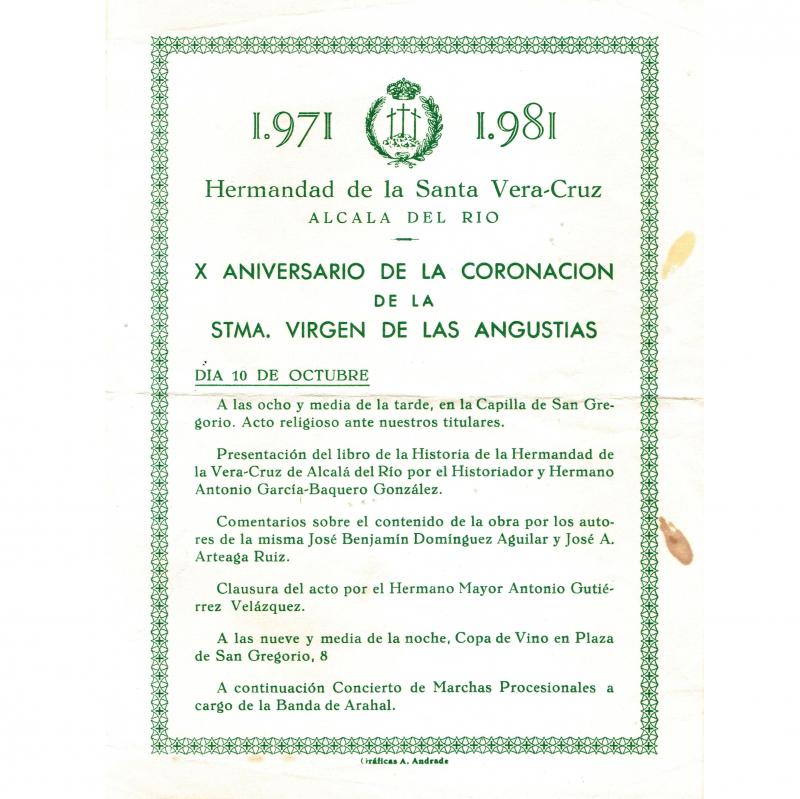 1.971 1.981
Hermandad de la Santa Vera-Cruz
ALCALA DEL RIO
X ANIVERSARIO DE LA CORONACION
DE LA
STMA. VIRGEN DE LAS ANGUSTIAS
DIA 10 DE OCTUBRE
A las ocho y media de la tarde, en la Capilla de San Gre-
gorio. Acto religioso ante nuestros titulares.
Presentación del libro de la Historia de la Hermandad de
la Vera-Cruz de Alcalá del Río por el Historiador y Hermano
Antonio García-Baquero González.
Comentarios sobre el contenido de la obra por los auto-
res de la misma José Benjamín Domínguez Aguilar y José A.
Arteaga Ruiz.
Clausura del acto por el Hermano Mayor Antonio Gutié-
rrez Velázquez.
A las nueve y media de la noche, Copa de Vino en Plaza
de San Gregorio, 8
A continuación Concierto de Marchas Procesionales a
cargo de la Banda de Arahal.
Gráficas A. Andrade